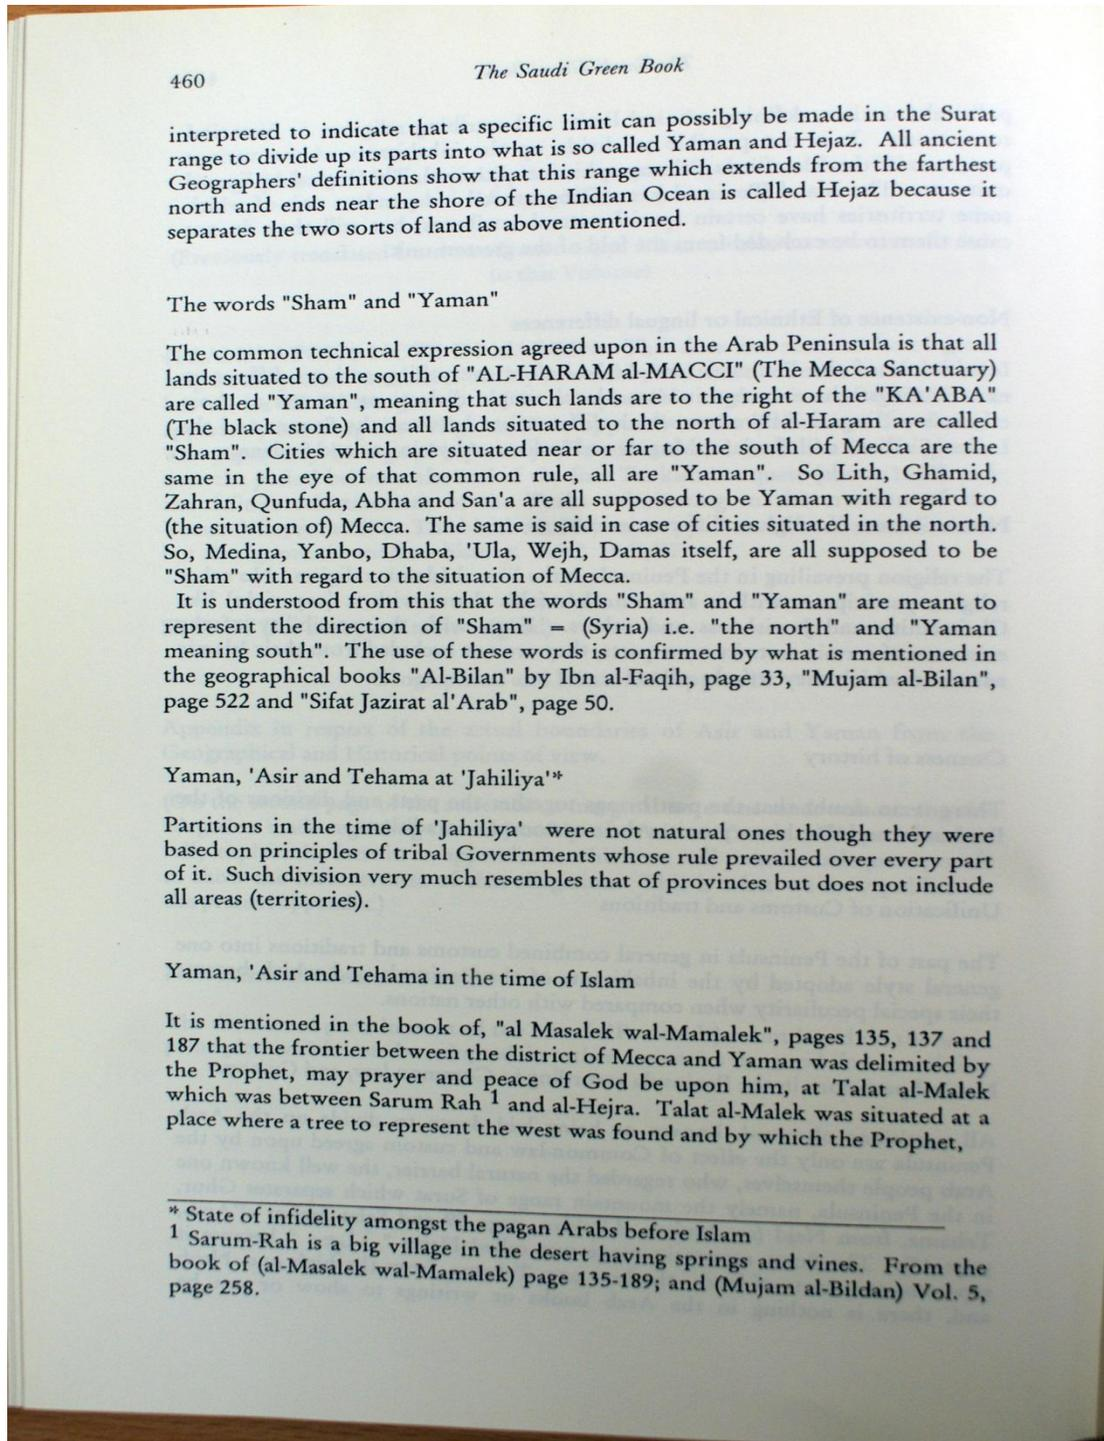 460
The Saudi Green Book
interpreted to indicate that a specific limit can possibly be made in the Surat
range to divide up its parts into what is so called Yaman and Hejaz. All ancient
Geographers' definitions show that this range which extends from the farthest
north and ends near the shore of the Indian Ocean is called Hejaz because it
separates the two sorts of land as above mentioned.
The words "Sham" and "Yaman"
The common technical expression agreed upon in the Arab Peninsula is that all
lands situated to the south of "AL-HARAM al-MACCI" (The Mecca Sanctuary)
are called "Yaman", meaning that such lands are to the right of the "KA'ABA"
(The black stone) and all lands situated to the north of al-Haram are called
"Sham". Cities which are situated near or far to the south of Mecca are the
same in the eye of that common rule, all are "Yaman". So Lith, Ghamid,
Zahran, Qunfuda, Abha and San'a are all supposed to be Yaman with regard to
(the situation of) Mecca. The same is said in case of cities situated in the north.
So, Medina, Yanbo, Dhaba, 'Ula, Wejh, Damas itself, are all supposed to be
"Sham" with regard to the situation of Mecca.
It is understood from this that the words "Sham" and "Yaman" are meant to
represent the direction of "Sham" = (Syria) i.e. "the north" and "Yaman
meaning south". The use of these words is confirmed by what is mentioned in
the geographical books "Al-Bilan" by Ibn al-Faqih, page 33, "Mujam al-Bilan",
page 522 and "Sifat Jazirat al'Arab", page 50.
Yaman, 'Asir and Tehama at 'Jahiliya'*
Partitions in the time of 'Jahiliya' were not natural ones though they were
based on principles of tribal Governments whose rule prevailed over every part
of it. Such division very much resembles that of provinces but does not include
all areas (territories).
Yaman, 'Asir and Tehama in the time of Islam
It is mentioned in the book of, "al Masalek wal-Mamalek", pages 135, 137 and
187 that the frontier between the district of Mecca and Yaman was delimited by
the Prophet, may prayer and peace of God be upon him, at Talat al-Malek
which was between Sarum Rah 1 and al-Hejra. Talat al-Malek was situated at a
place where a tree to represent the west was found and by which the Prophet,
* State of infidelity amongst the pagan Arabs before Islam
1 Sarum-Rah is a big village in the desert having springs and vines. From the
book of (al-Masalek wal-Mamalek) page 135-189; and (Mujam al-Bildan) Vol. 5,
page 258.